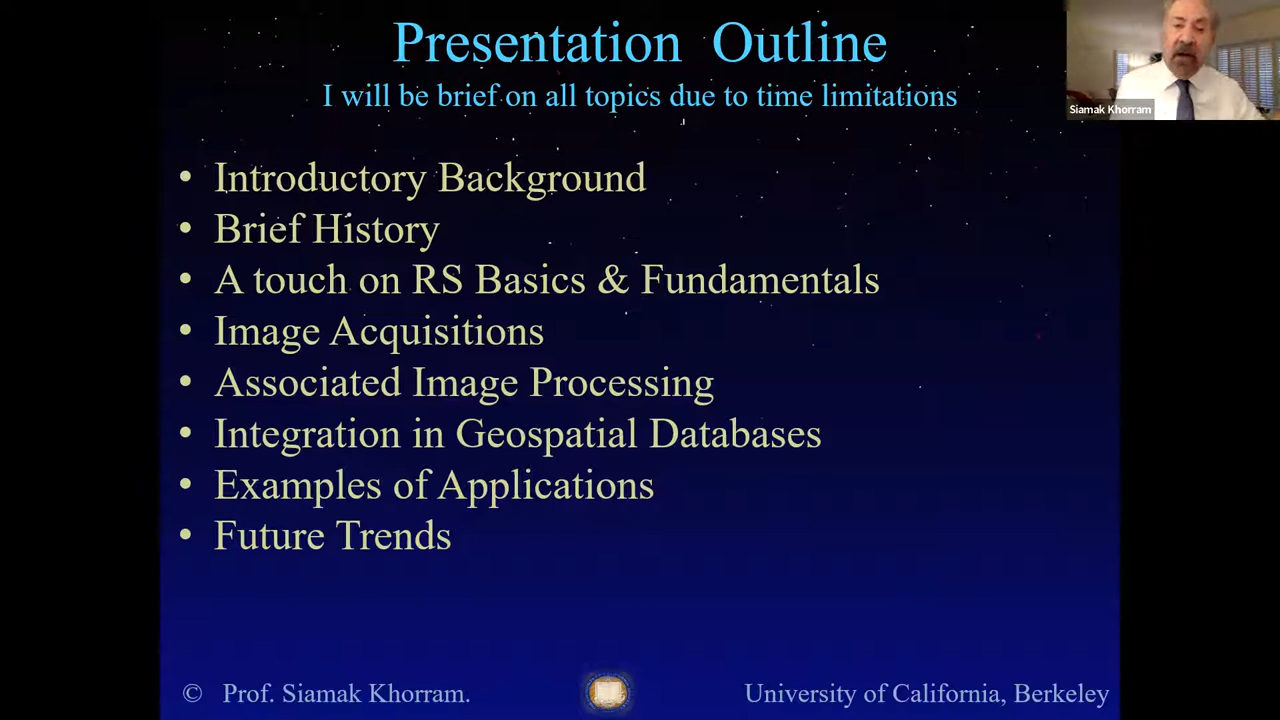 Presentation Outline
I will be brief on all topics due to time limitations
Siamak Khorram
• Introductory Background
• Brief History
• A touch on RS Basics & Fundamentals
• Image Acquisitions
• Associated Image Processing
• Integration in Geospatial Databases
• Examples of Applications
• Future Trends
© Prof. Siamak Khorram.
University of California, Berkeley